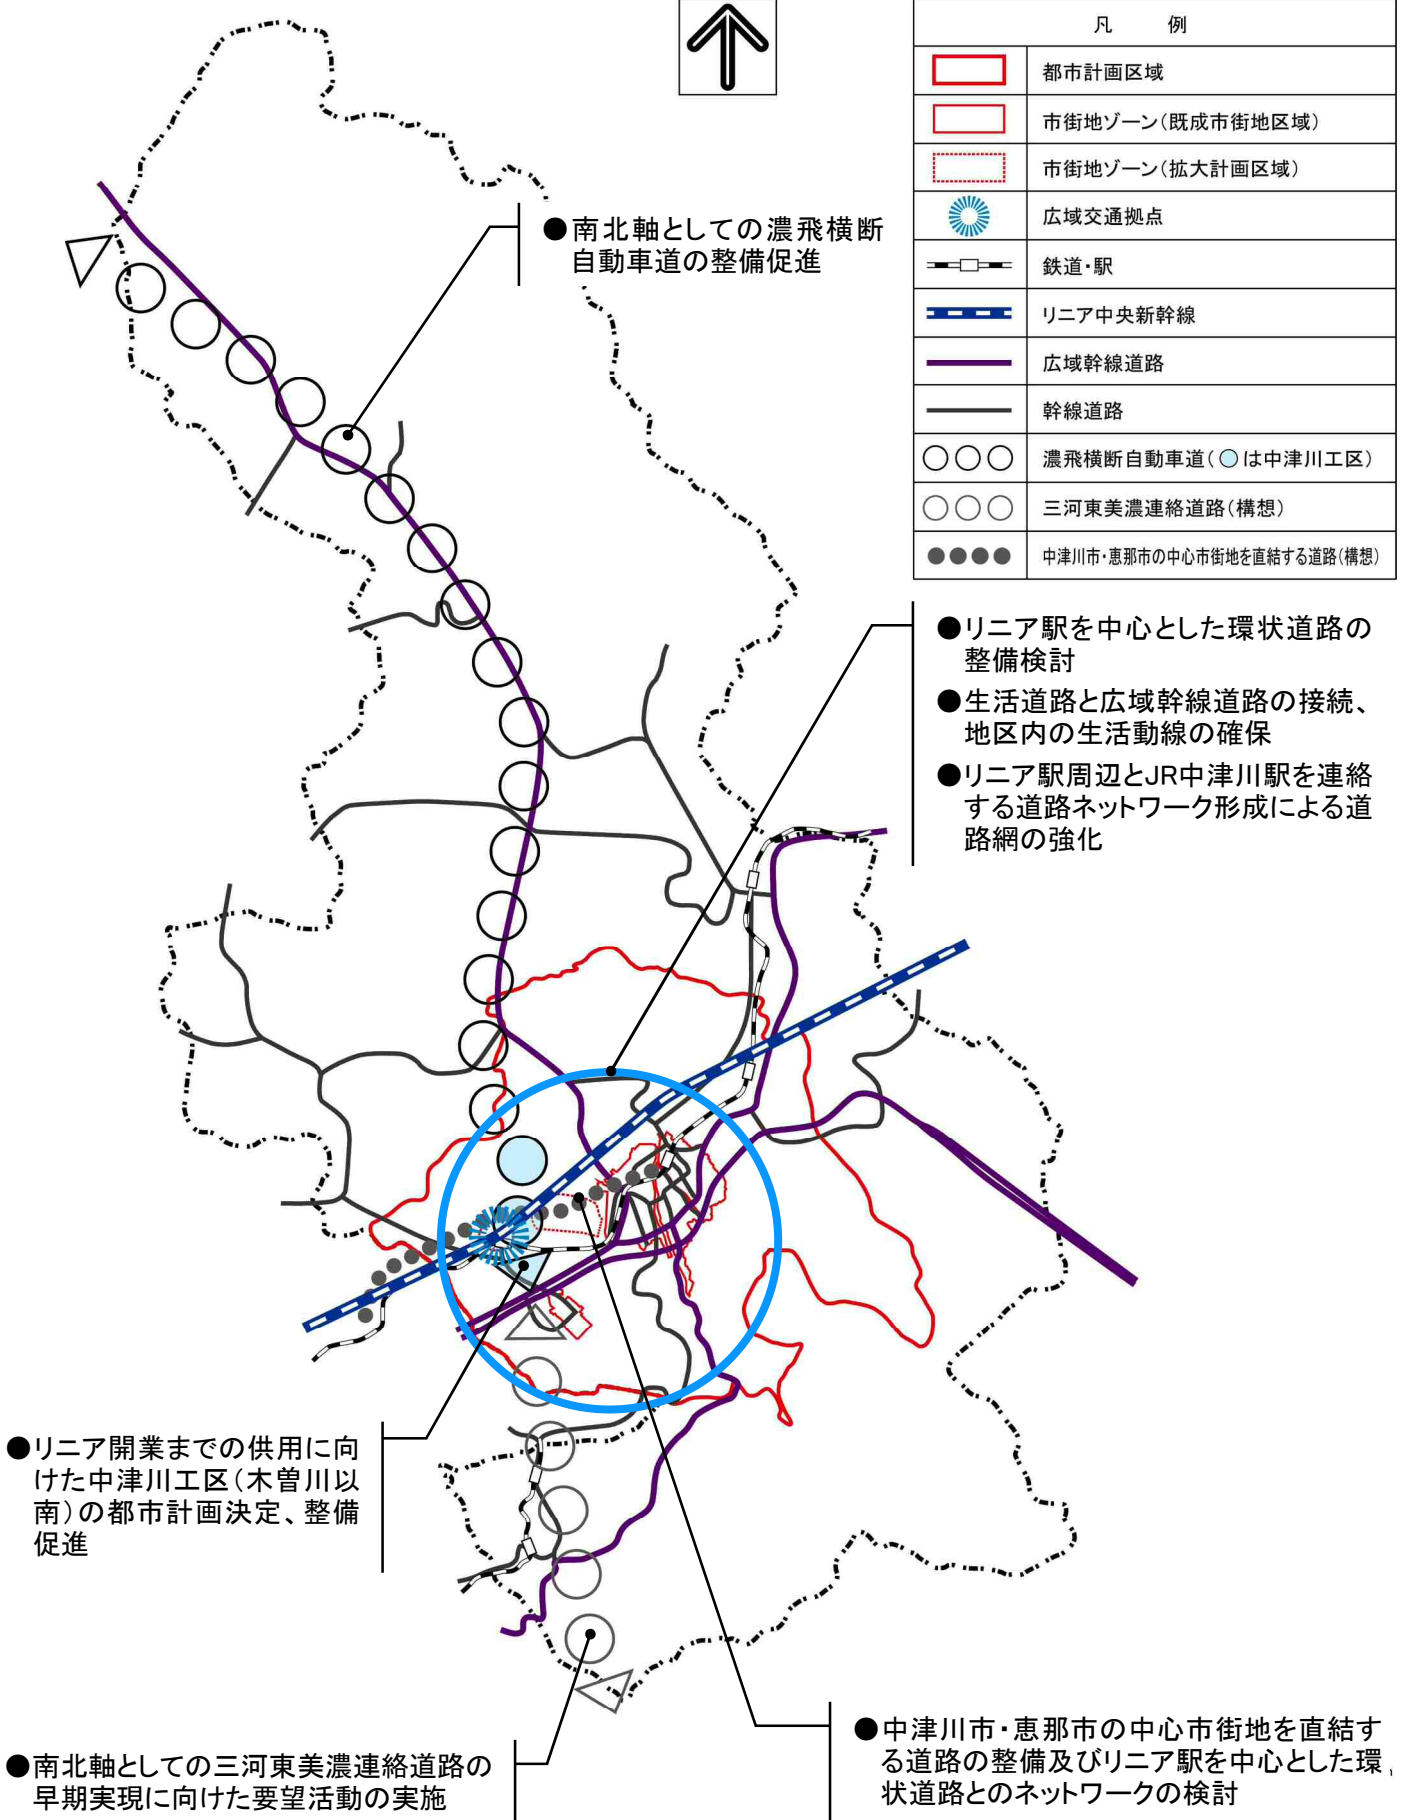 凡 例
都市計画区域
市街地ゾーン(既成市街地区域)
市街地ゾーン(拡大計画区域)
広域交通拠点
鉄道・駅
リニア中央新幹線
広域幹線道路
幹線道路
濃飛横断自動車道(○は中津川工区)
三河東美濃連絡道路(構想)
中津川市・恵那市の中心市街地を直結する道路(構想)
●南北軸としての濃飛横断
自動車道の整備促進
●リニア駅を中心とした環状道路の
整備検討
●生活道路と広域幹線道路の接続、
地区内の生活動線の確保
●リニア駅周辺とJR中津川駅を連絡
する道路ネットワーク形成による道
路網の強化
●リニア開業までの供用に向
けた中津川工区(木曽川以
南)の都市計画決定、整備
促進
●南北軸としての三河東美濃連絡道路の
早期実現に向けた要望活動の実施
●中津川市・恵那市の中心市街地を直結す
る道路の整備及びリニア駅を中心とした環
状道路とのネットワークの検討